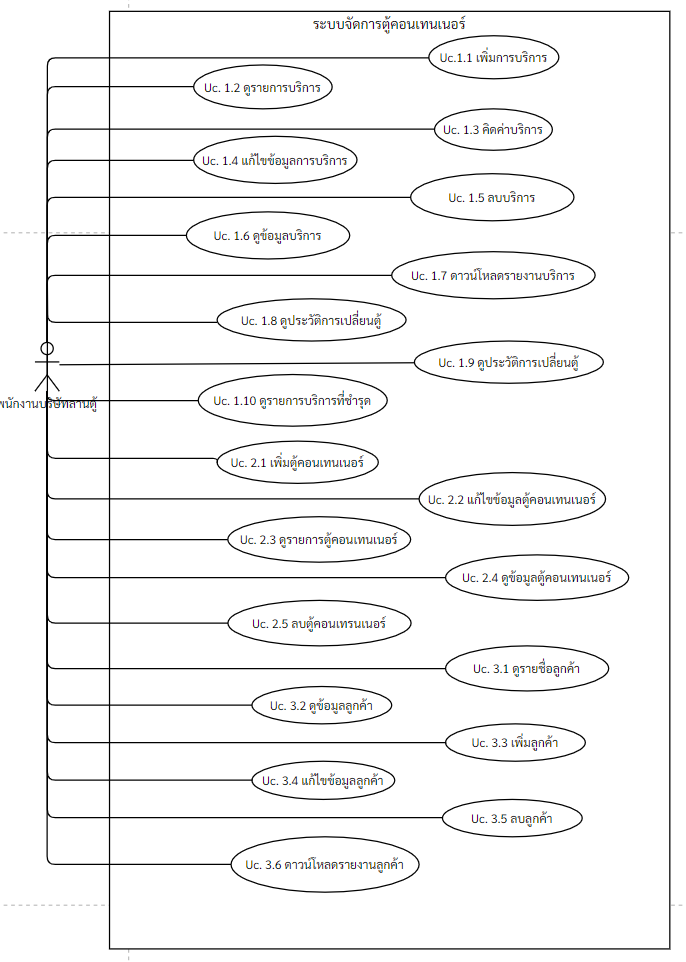 ระบบจัดการตู้คอนเทนเนอร์
Uc.1.1 เพิ่มการบริการ
Uc. 1.2 ดูรายการบริการ
Uc. 1.3 คิดค่าบริการ
Uc. 1.4 แก้ไขข้อมูลการบริการ
Uc. 1.5 ลบบริการ
Uc. 1.6 ดูข้อมูลบริการ
Uc. 1.7 ดาวน์โหลดรายงานบริการ
Uc. 1.8 ดูประวัติการเปลี่ยนตู้
Uc. 1.9 ดูประวัติการเปลี่ยนตู้
พนักงานบริษัทลานตู้
Uc. 1.10 ดูรายการบริการที่ชำรุด
Uc. 2.1 เพิ่มตู้คอนเทนเนอร์
Uc. 2.2 แก้ไขข้อมูลตู้คอนเทนเนอร์
Uc. 2.3 ดูรายการตู้คอนเทนเนอร์
Uc. 2.4 ดูข้อมูลตู้คอนเทนเนอร์
Uc. 2.5 ลบตู้คอนเทรนเนอร์
Uc. 3.1 ดูรายชื่อลูกค้า
Uc. 3.2 ดูข้อมูลลูกค้า
Uc. 3.3 เพิ่มลูกค้า
Uc. 3.4 แก้ไขข้อมูลลูกค้า
Uc. 3.5 ลบลูกค้า
Uc. 3.6 ดาวน์โหลดรายงานลูกค้า